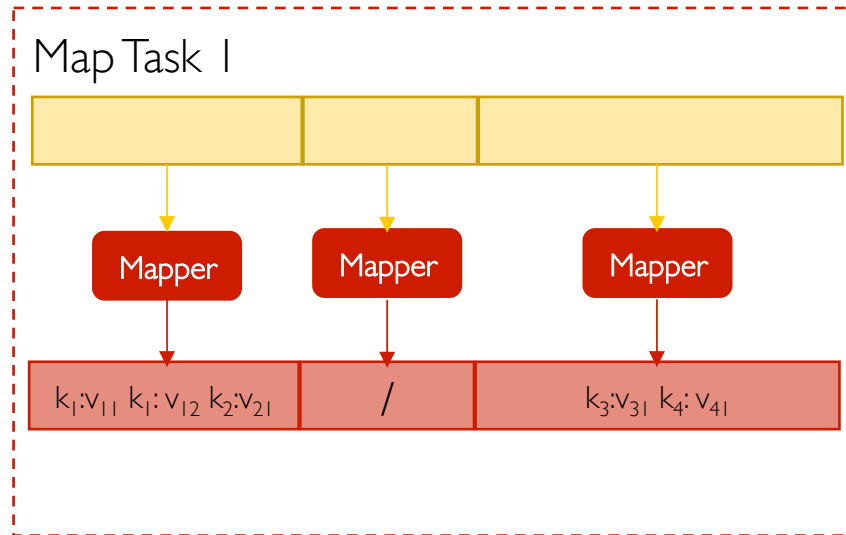 Map Task 1
Mapper Mapper Mapper
k₁:v₁₁ k₁: v₁₂ k₂:v₂₁ / k₃:v₃₁ k₄: v₄₁